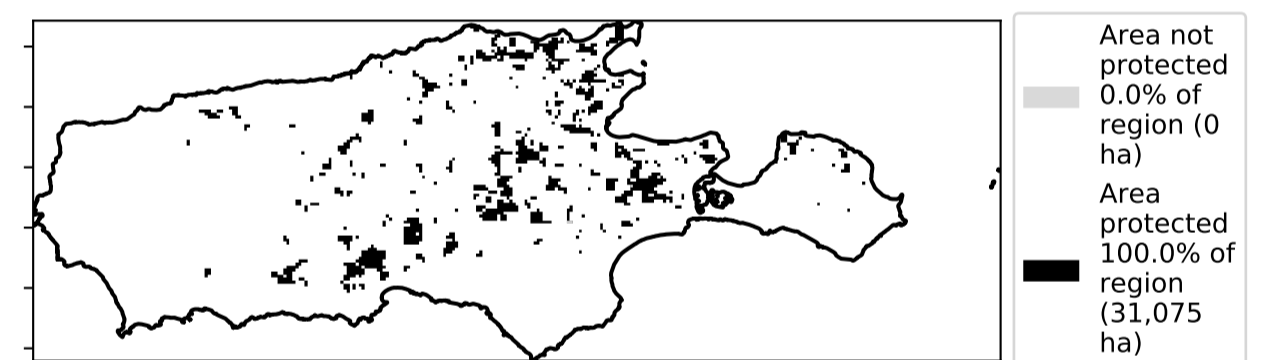 Area not
protected
0.0% of
region (0
ha)
Area
protected
100.0% of
region
(31,075
ha)